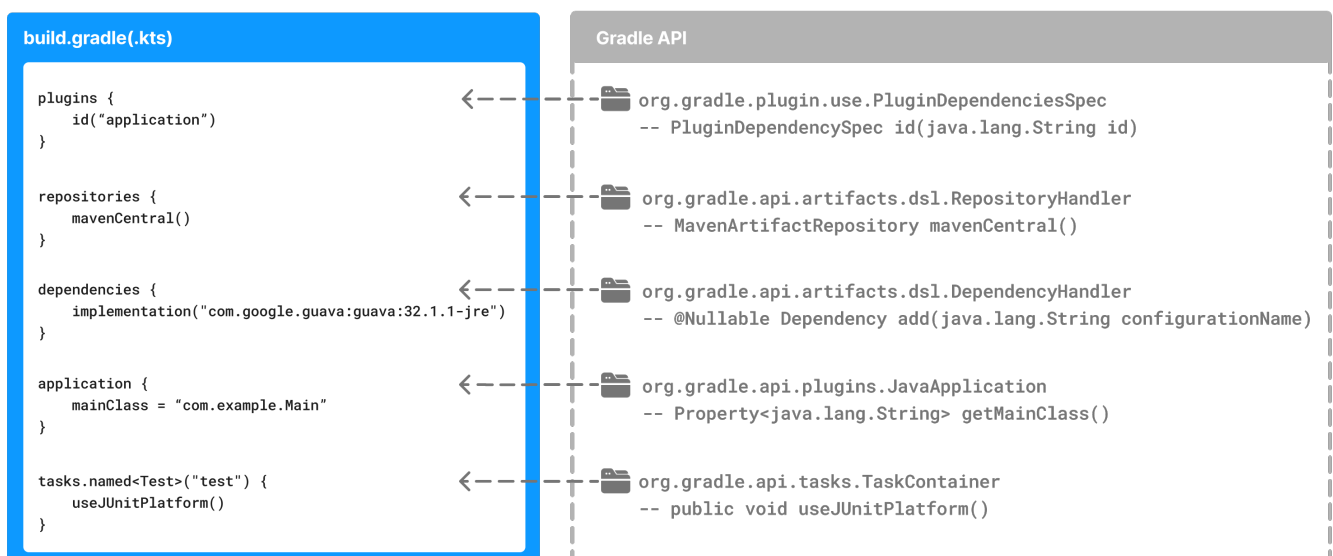 build.gradle(.kts)
plugins {
    id(“application”)
}
repositories {
    mavenCentral()
}
dependencies {
    implementation("com.google.guava:guava:32.1.1-jre")
}
application {
    mainClass = “com.example.Main”
}
tasks.named<Test>("test") {
    useJUnitPlatform()
}
Gradle API
org.gradle.plugin.use.PluginDependenciesSpec
-- PluginDependencySpec id(java.lang.String id)
org.gradle.api.artifacts.dsl.RepositoryHandler
-- MavenArtifactRepository mavenCentral()
org.gradle.api.artifacts.dsl.DependencyHandler
-- @Nullable Dependency add(java.lang.String configurationName)
org.gradle.api.plugins.JavaApplication
-- Property<java.lang.String> getMainClass()
org.gradle.api.tasks.TaskContainer
-- public void useJUnitPlatform()